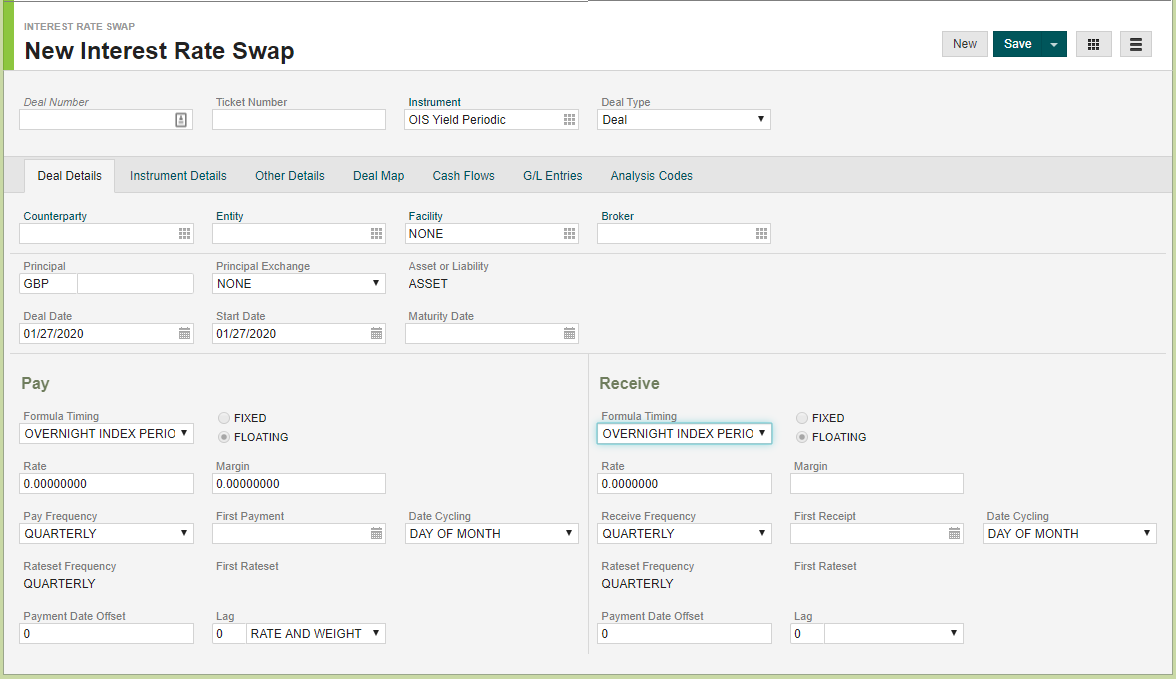 INTEREST RATE SWAP
New Interest Rate Swap
New Save
Deal Number Ticket Number Instrument Deal Type
OIS Yield Periodic Deal
Deal Details Instrument Details Other Details Deal Map Cash Flows G/L Entries Analysis Codes
Counterparty Entity Facility Broker
NONE
Principal Principal Exchange Asset or Liability
GBP NONE ASSET
Deal Date Start Date Maturity Date
01/27/2020 01/27/2020
Pay Receive
Formula Timing FIXED Formula Timing FIXED
OVERNIGHT INDEX PERIO FLOATING OVERNIGHT INDEX PERIO FLOATING
Rate Margin Rate Margin
0.00000000 0.00000000 0.0000000
Pay Frequency First Payment Date Cycling Receive Frequency First Receipt Date Cycling
QUARTERLY DAY OF MONTH QUARTERLY DAY OF MONTH
Rateset Frequency First Rateset Rateset Frequency First Rateset
QUARTERLY QUARTERLY
Payment Date Offset Lag Payment Date Offset Lag
0 0 RATE AND WEIGHT 0 0